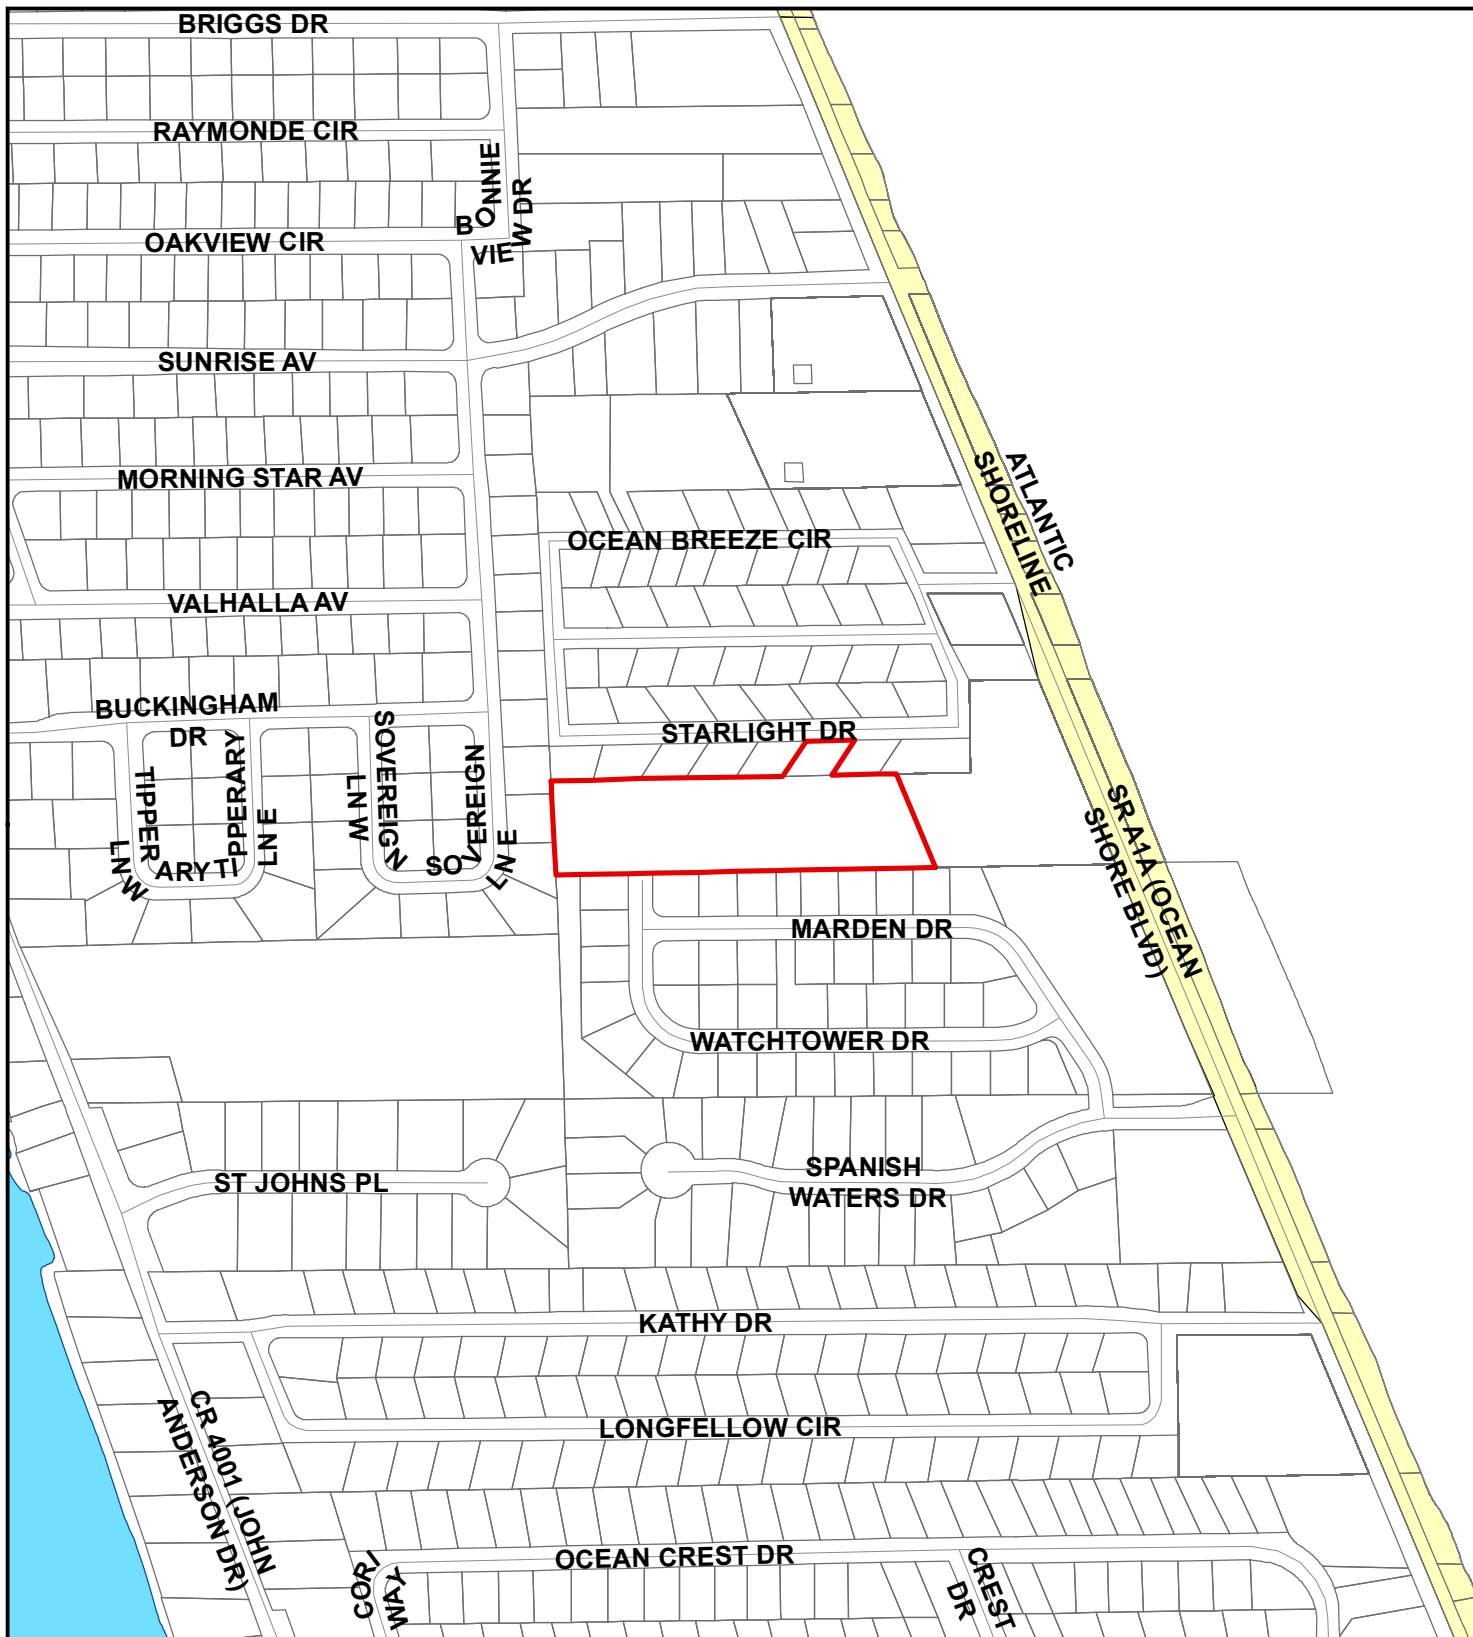 BRIGGS DR
RAYMONDE CIR
BONNIE
VIEW DR
OAKVIEW CIR
SUNRISE AV
MORNING STAR AV
ATLANTIC
SHORELINE
OCEAN BREEZE CIR
VALHALLA AV
BUCKINGHAM
DR
STARLIGHT DR
TIPPERARY
LN W
TIPPERARY
LN E
SOVEREIGN
LN W
SOVEREIGN
LN E
SR A1A (OCEAN
SHORE BLVD)
MARDEN DR
WATCHTOWER DR
SPANISH
WATERS DR
ST JOHNS PL
KATHY DR
LONGFELLOW CIR
CR 4001 (JOHN
ANDERSON DR)
OCEAN CREST DR
CORI
WAY
CREST
DR